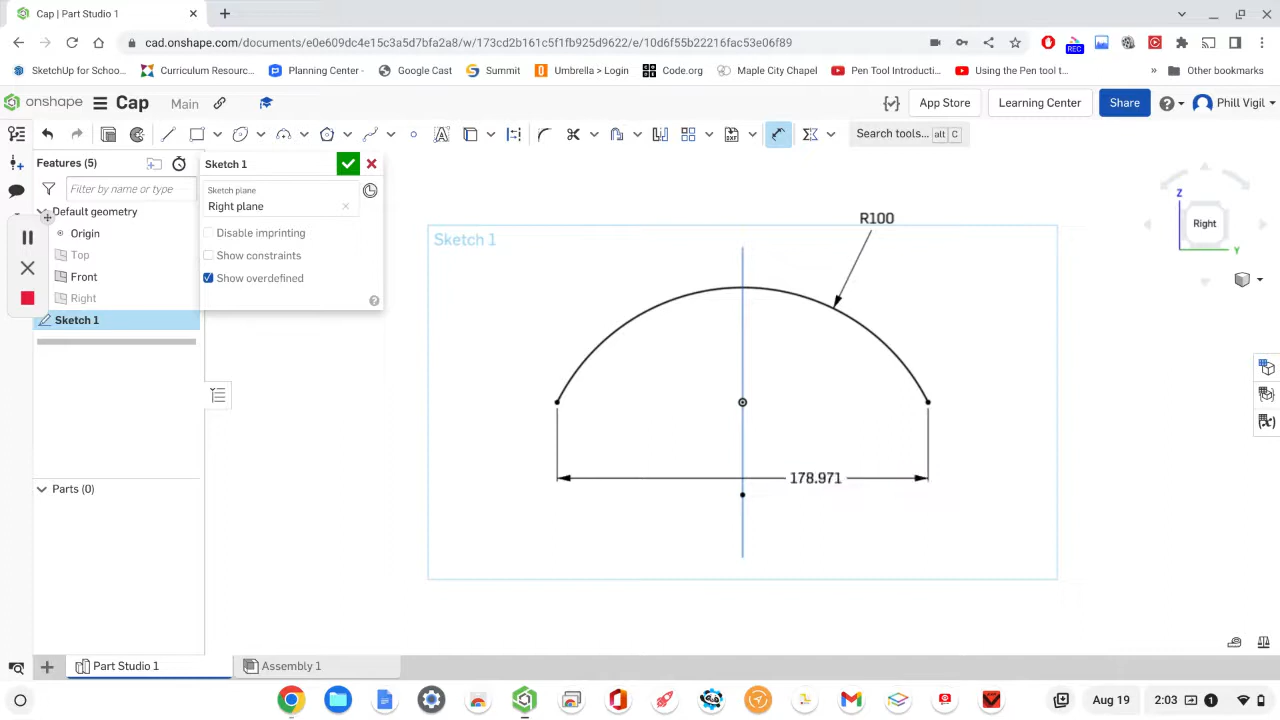 Cap | Part Studio 1
cad.onshape.com/documents/e0e609dc4a15c3a5d7bfa2a8/w/173cd2b161c5f1fb925d9622/e/10d6f55b22216fac53e06f89
REC
SketchUp for Schoo...
Curriculum Resourc...
Planning Center -
Google Cast
Summit
Umbrella > Login
Code.org
Maple City Chapel
Pen Tool Introducti...
Using the Pen tool t...
»
Other bookmarks
onshape
Cap
Main
App Store
Learning Center
Share
Phill Vigil
Search tools...
alt
C
Features (5)
Filter by name or type
Default geometry
Origin
Top
Front
Right
Sketch 1
Sketch 1
Sketch plane
Right plane
Disable imprinting
Show constraints
Show overdefined
Parts (0)
Sketch 1
R100
178.971
Z
Right
Y
Part Studio 1
Assembly 1
Aug 19
2:03
1